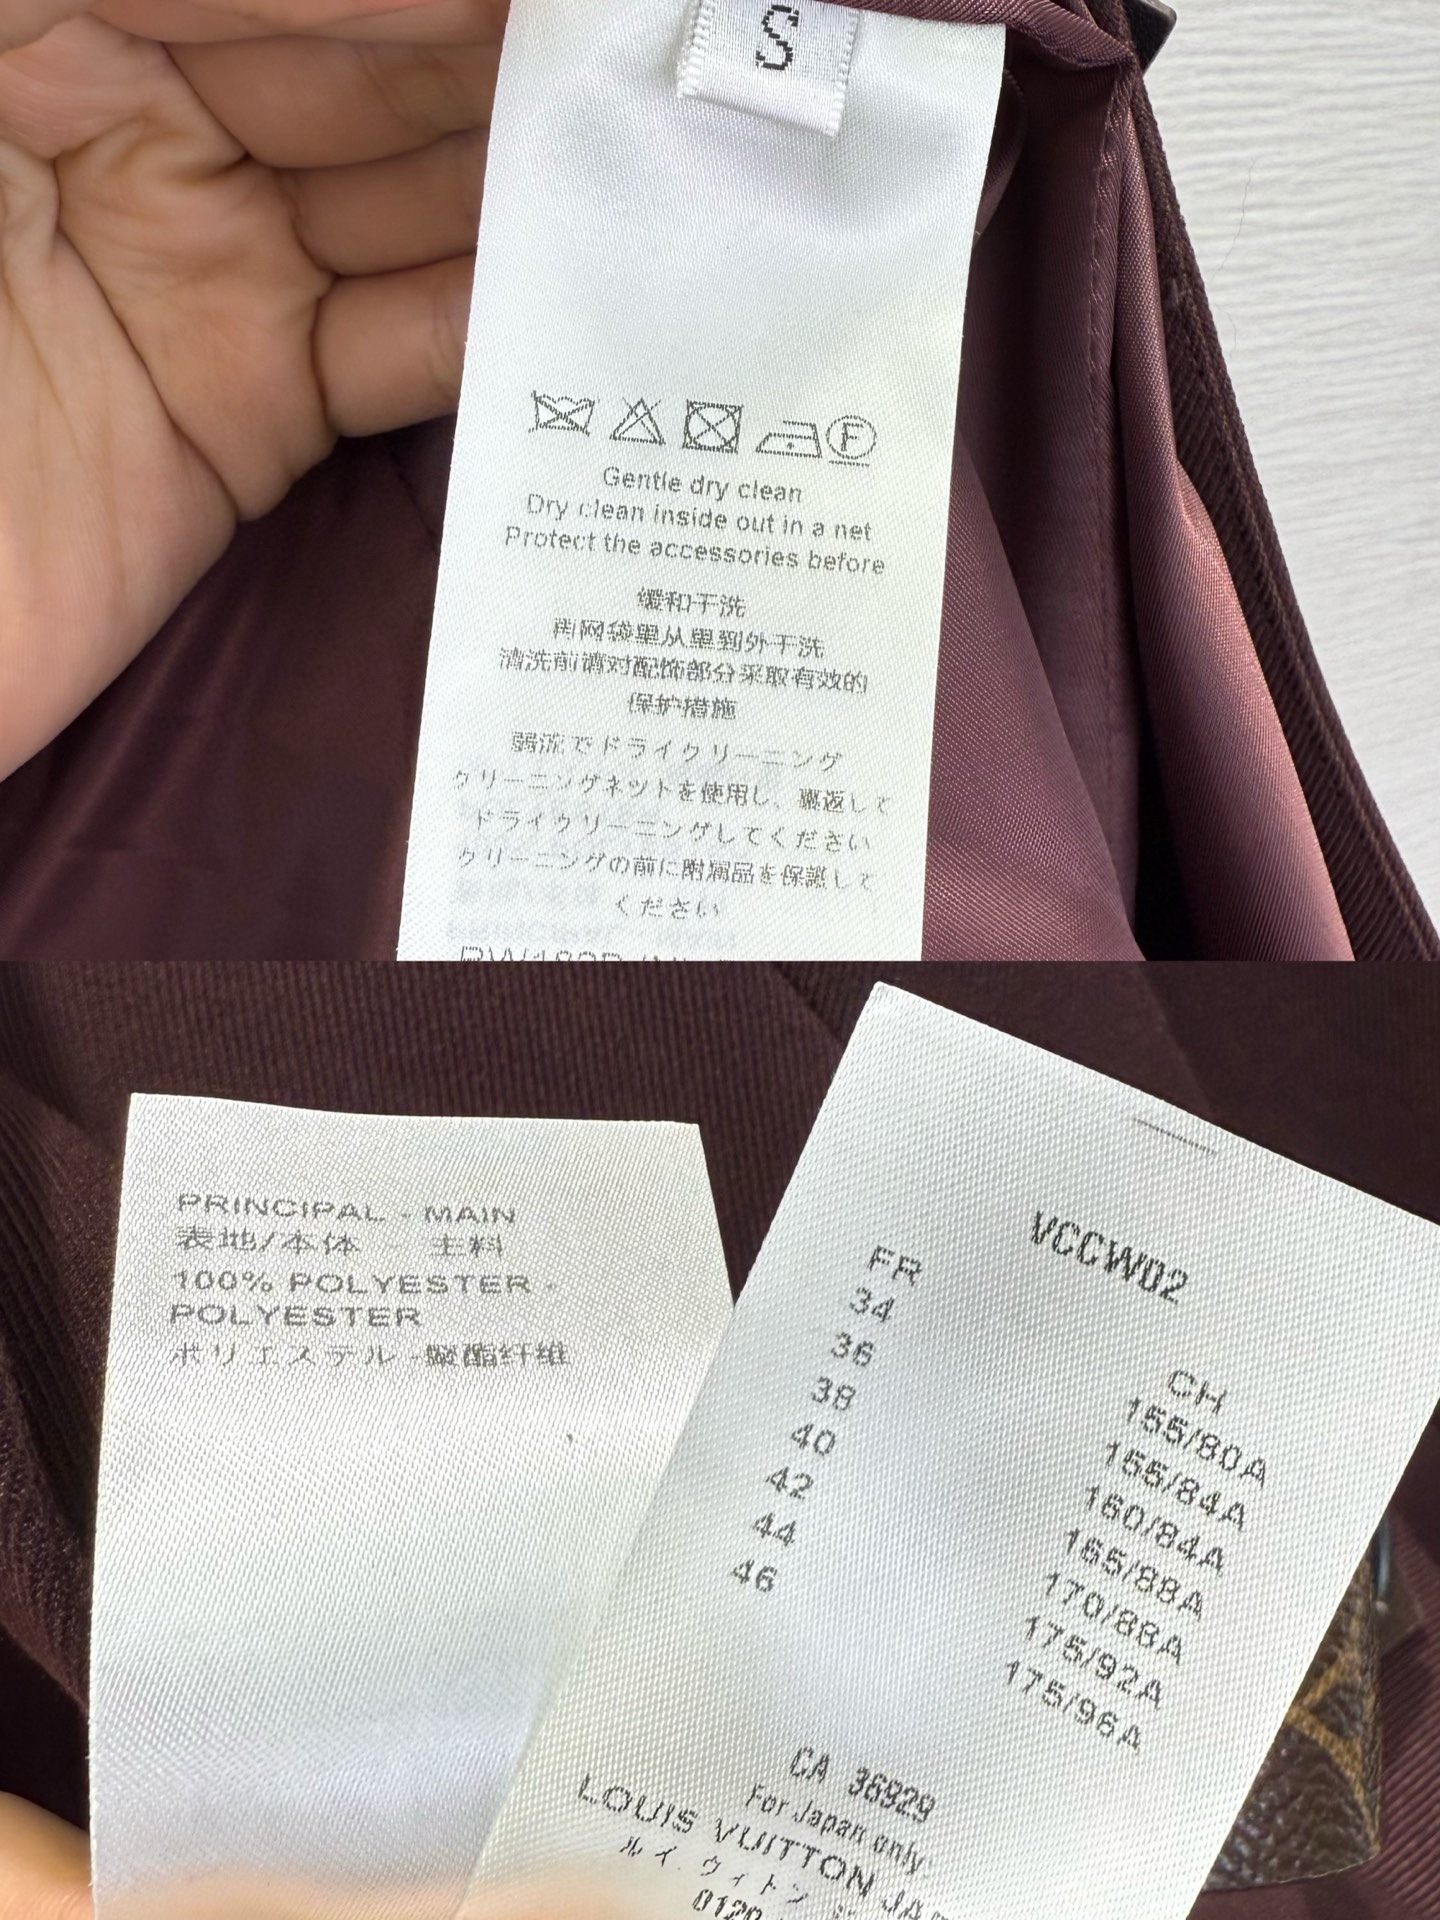 S
F
Gentle dry clean
Dry clean inside out in a net
Protect the accessories before
缓和干洗
用网袋里从里到外干洗
清洗前请对配饰部分采取有效的
保护措施
弱流でドライクリーニング
クリーニングネットを使用し、裏返して
ドライクリーニングしてください
クリーニングの前に附属品を保護して
ください
PRINCIPAL - MAIN
表地/本体 主料
100% POLYESTER -
POLYESTER
ポリエステル -聚酯纤维
VCCW02
FR
34
36
38
40
42
44
46
CH
155/80A
155/84A
160/84A
165/88A
170/88A
175/92A
175/96A
CA 36929
For Japan only:
LOUIS VUITTON
ルイ.ヴィトン
0120